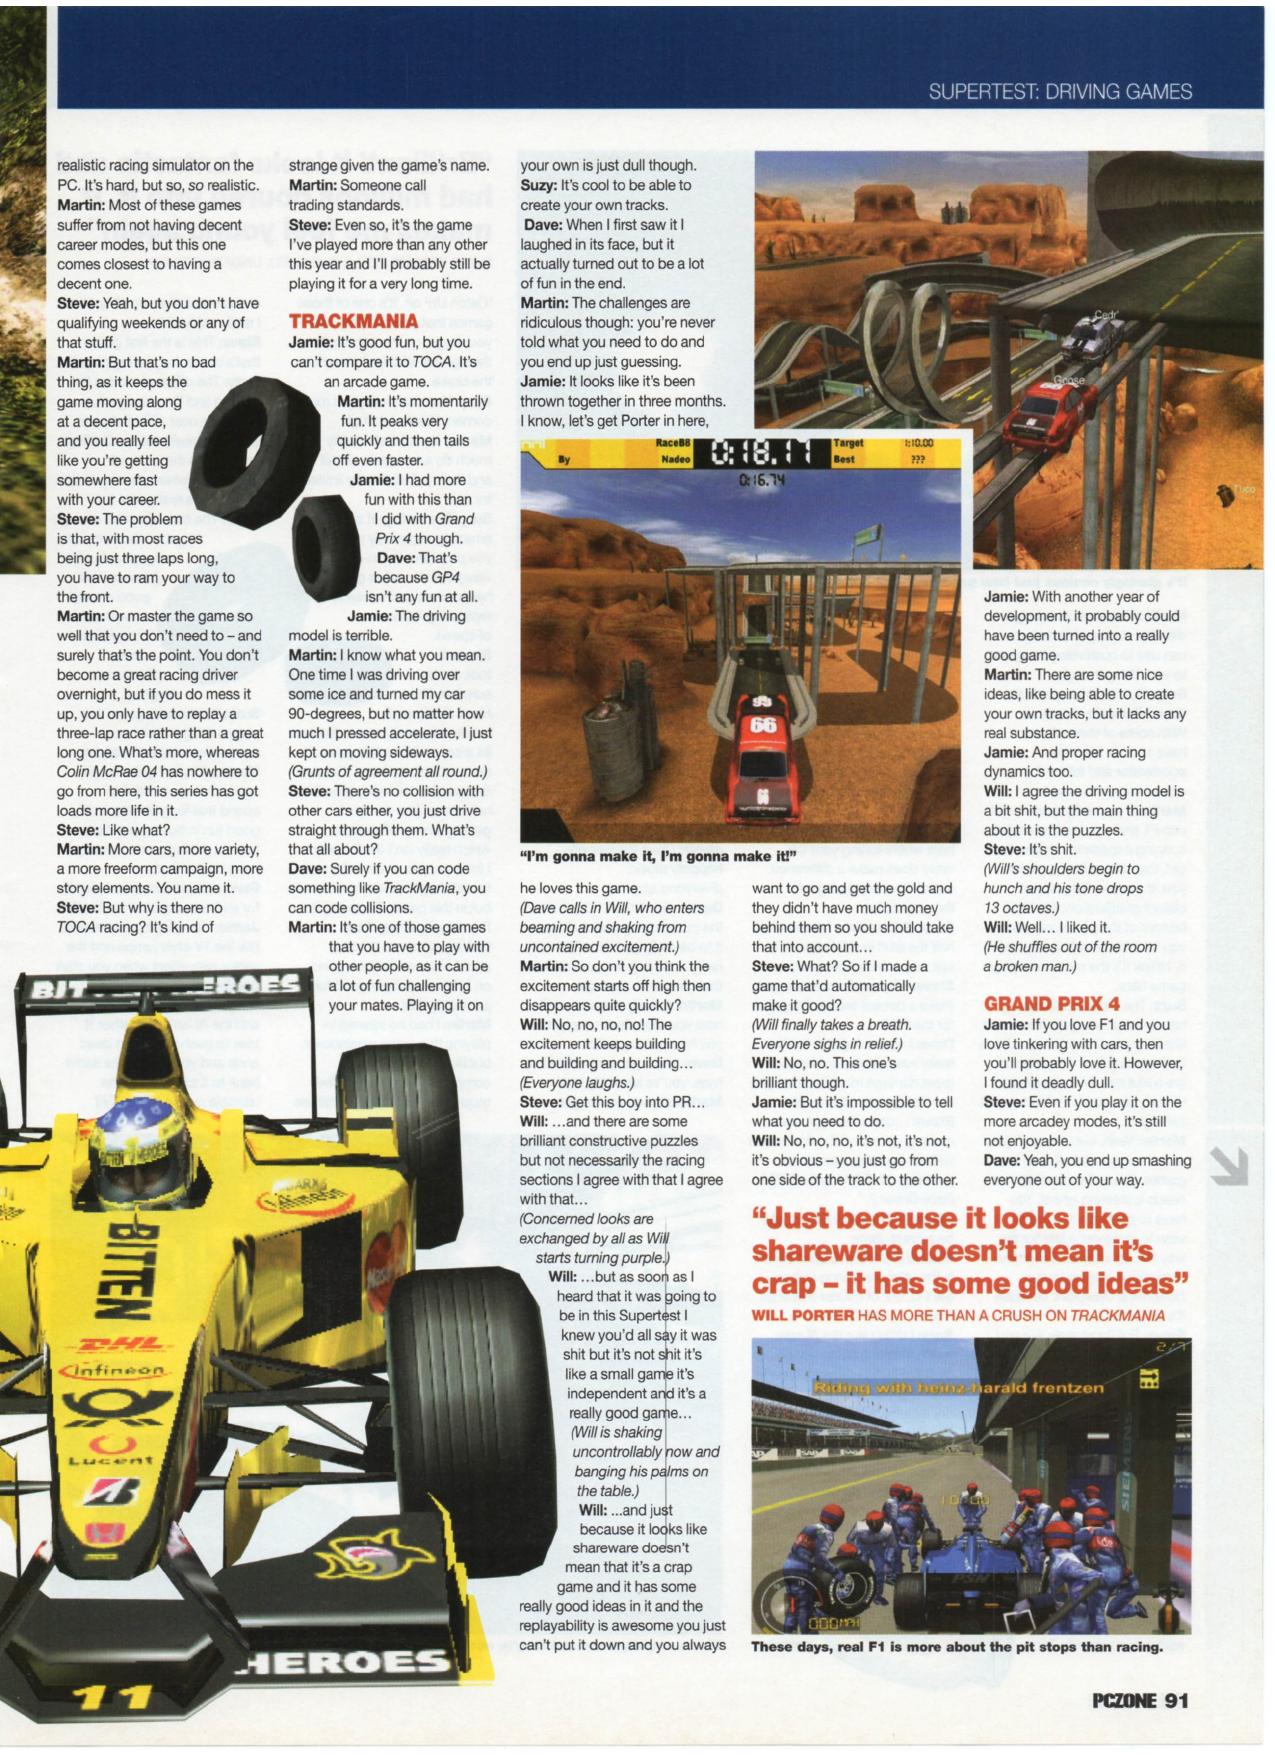 SUPERTEST: DRIVING GAMES
realistic racing simulator on the
PC. It's hard, but so, so realistic.
Martin: Most of these games
suffer from not having decent
career modes, but this one
comes closest to having a
decent one.
Steve: Yeah, but you don't have
qualifying weekends or any of
that stuff.
Martin: But that's no bad
thing, as it keeps the
game moving along
at a decent pace,
and you really feel
like you're getting
somewhere fast
with your career.
Steve: The problem
is that, with most races
being just three laps long,
you have to ram your way to
the front.
Martin: Or master the game so
well that you don't need to – and
surely that's the point. You don't
become a great racing driver
overnight, but if you do mess it
up, you only have to replay a
three-lap race rather than a great
long one. What's more, whereas
Colin McRae 04 has nowhere to
go from here, this series has got
loads more life in it.
Steve: Like what?
Martin: More cars, more variety,
a more freeform campaign, more
story elements. You name it.
Steve: But why is there no
TOCA racing? It's kind of
strange given the game's name.
Martin: Someone call
trading standards.
Steve: Even so, it's the game
I've played more than any other
this year and I'll probably still be
playing it for a very long time.
TRACKMANIA
Jamie: It's good fun, but you
can't compare it to TOCA. It's
an arcade game.
Martin: It's momentarily
fun. It peaks very
quickly and then tails
off even faster.
Jamie: I had more
fun with this than
I did with Grand
Prix 4 though.
Dave: That's
because GP4
isn't any fun at all.
Jamie: The driving
model is terrible.
Martin: I know what you mean.
One time I was driving over
some ice and turned my car
90-degrees, but no matter how
much I pressed accelerate, I just
kept on moving sideways.
(Grunts of agreement all round.)
Steve: There's no collision with
other cars either, you just drive
straight through them. What's
that all about?
Dave: Surely if you can code
something like TrackMania, you
can code collisions.
Martin: It's one of those games
that you have to play with
other people, as it can be
a lot of fun challenging
your mates. Playing it on
your own is just dull though.
Suzy: It's cool to be able to
create your own tracks.
Dave: When I first saw it I
laughed in its face, but it
actually turned out to be a lot
of fun in the end.
Martin: The challenges are
ridiculous though: you're never
told what you need to do and
you end up just guessing.
Jamie: It looks like it's been
thrown together in three months.
I know, let's get Porter in here,
Cedr'
Goose
RaceB8
By Nadeo
0:18.17
0:16.74
Target 1:10.00
Best ???
99
66
66
"I'm gonna make it, I'm gonna make it!"
he loves this game.
(Dave calls in Will, who enters
beaming and shaking from
uncontained excitement.)
Martin: So don't you think the
excitement starts off high then
disappears quite quickly?
Will: No, no, no, no! The
excitement keeps building
and building and building…
(Everyone laughs.)
Steve: Get this boy into PR…
Will: …and there are some
brilliant constructive puzzles
but not necessarily the racing
sections I agree with that I agree
with that…
(Concerned looks are
exchanged by all as Will
starts turning purple.)
Will: …but as soon as I
heard that it was going to
be in this Supertest I
knew you'd all say it was
shit but it's not shit it's
like a small game it's
independent and it's a
really good game…
(Will is shaking
uncontrollably now and
banging his palms on
the table.)
Will: ...and just
because it looks like
shareware doesn't
mean that it's a crap
game and it has some
really good ideas in it and the
replayability is awesome you just
can't put it down and you always
want to go and get the gold and
they didn't have much money
behind them so you should take
that into account…
Steve: What? So if I made a
game that'd automatically
make it good?
(Will finally takes a breath.
Everyone sighs in relief.)
Will: No, no. This one's
brilliant though.
Jamie: But it's impossible to tell
what you need to do.
Will: No, no, no, it's not, it's not,
it's obvious – you just go from
one side of the track to the other.
Jamie: With another year of
development, it probably could
have been turned into a really
good game.
Martin: There are some nice
ideas, like being able to create
your own tracks, but it lacks any
real substance.
Jamie: And proper racing
dynamics too.
Will: I agree the driving model is
a bit shit, but the main thing
about it is the puzzles.
Steve: It's shit.
(Will's shoulders begin to
hunch and his tone drops
13 octaves.)
Will: Well… I liked it.
(He shuffles out of the room
a broken man.)
GRAND PRIX 4
Jamie: If you love F1 and you
love tinkering with cars, then
you'll probably love it. However,
I found it deadly dull.
Steve: Even if you play it on the
more arcadey modes, it's still
not enjoyable.
Dave: Yeah, you end up smashing
everyone out of your way.
"Just because it looks like
shareware doesn't mean it's
crap – it has some good ideas"
WILL PORTER HAS MORE THAN A CRUSH ON TRACKMANIA
Riding with heinz-harald frentzen
SAP
SIEMENS
000MPH
These days, real F1 is more about the pit stops than racing.
HEROES
BITTEN
DHL
Infineon
Lucent
HEROES
11
PCZONE 91